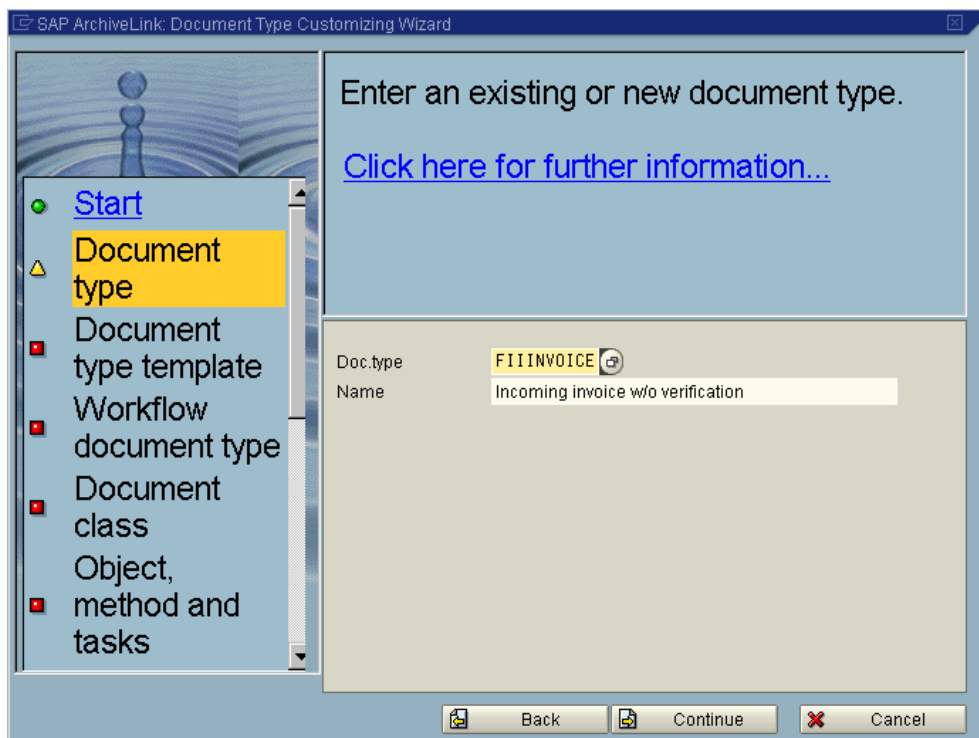 SAP ArchiveLink: Document Type Customizing Wizard
Enter an existing or new document type.
Click here for further information...
Start
Document
type
Document
type template
Workflow
document type
Document
class
Object,
method and
tasks
Doc.type FIIINVOICE
Name Incoming invoice w/o verification
Back Continue Cancel